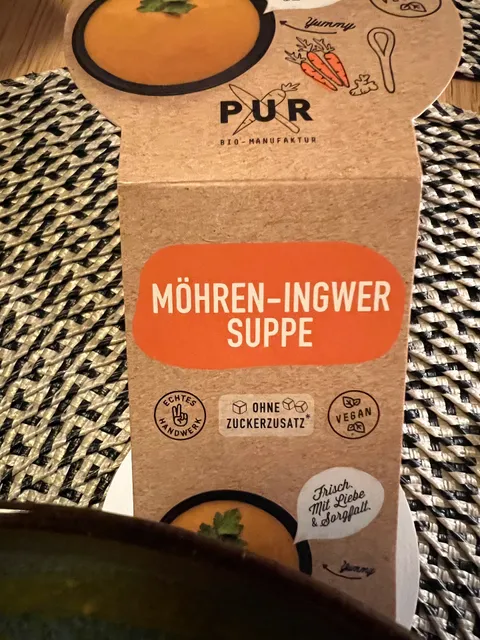 Yummy
PUR
BIO-MANUFAKTUR
MÖHREN-INGWER
SUPPE
ECHTES
HANDWERK
OHNE
ZUCKERZUSATZ*
VEGAN
Frisch.
Mit Liebe
& Sorgfalt.
Yummy